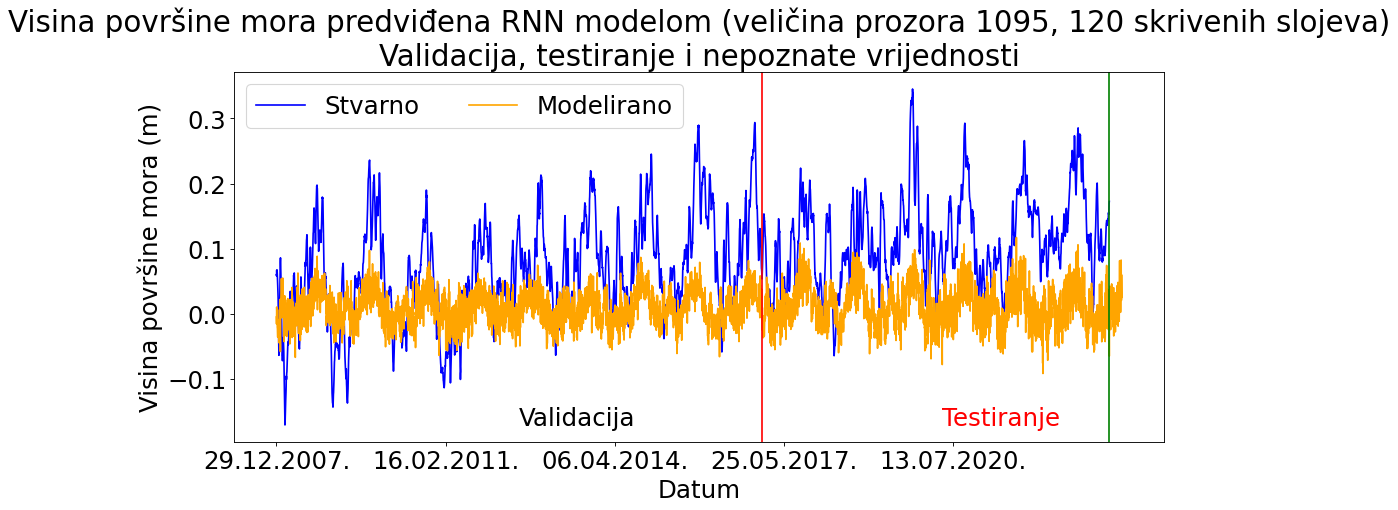 Visina površine mora predviđena RNN modelom (veličina prozora 1095, 120 skrivenih slojeva)
Validacija, testiranje i nepoznate vrijednosti
Stvarno
Modelirano
Visina površine mora (m)
0.3
0.2
0.1
0.0
−0.1
Validacija
Testiranje
29.12.2007.
16.02.2011.
06.04.2014.
25.05.2017.
13.07.2020.
Datum